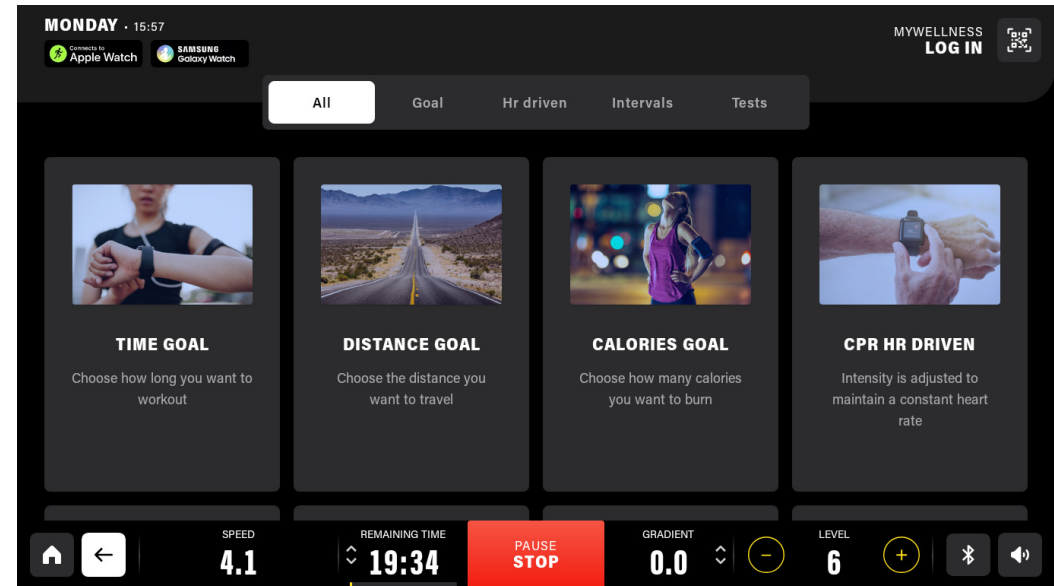 MONDAY · 15:57
Connects to
Apple Watch
SAMSUNG
Galaxy Watch
MYWELLNESS
LOG IN
All
Goal
Hr driven
Intervals
Tests
TIME GOAL
Choose how long you want to
workout
DISTANCE GOAL
Choose the distance you
want to travel
CALORIES GOAL
Choose how many calories
you want to burn
CPR HR DRIVEN
Intensity is adjusted to
maintain a constant heart
rate
SPEED
4.1
REMAINING TIME
19:34
PAUSE
STOP
GRADIENT
0.0
−
LEVEL
6
+